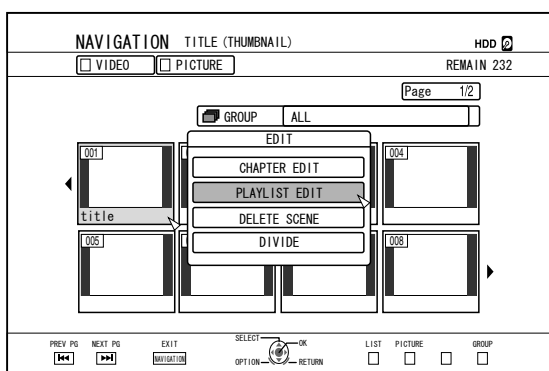 NAVIGATION TITLE (THUMBNAIL) HDD
VIDEO PICTURE REMAIN 232
Page 1/2
GROUP ALL
EDIT
001 004
CHAPTER EDIT
PLAYLIST EDIT
title DELETE SCENE
005 DIVIDE 008
PREV PG NEXT PG EXIT SELECT OK LIST PICTURE GROUP
NAVIGATION OPTION RETURN